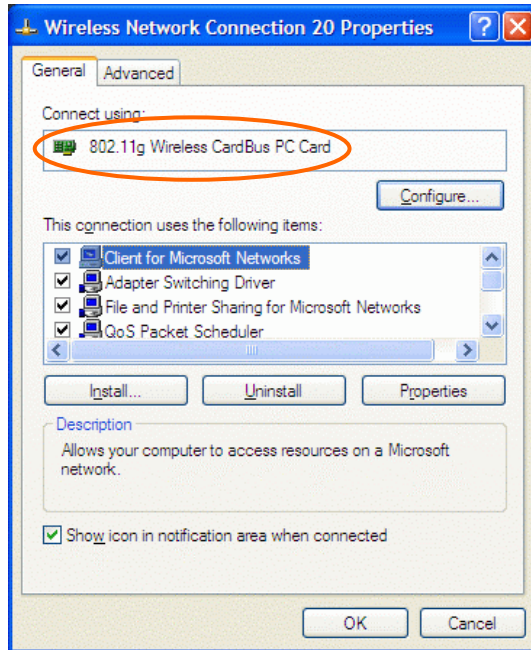 Wireless Network Connection 20 Properties
General Advanced
Connect using:
802.11g Wireless CardBus PC Card
Configure...
This connection uses the following items:
Client for Microsoft Networks
Adapter Switching Driver
File and Printer Sharing for Microsoft Networks
QoS Packet Scheduler
Install... Uninstall Properties
Description
Allows your computer to access resources on a Microsoft
network.
Show icon in notification area when connected
OK Cancel